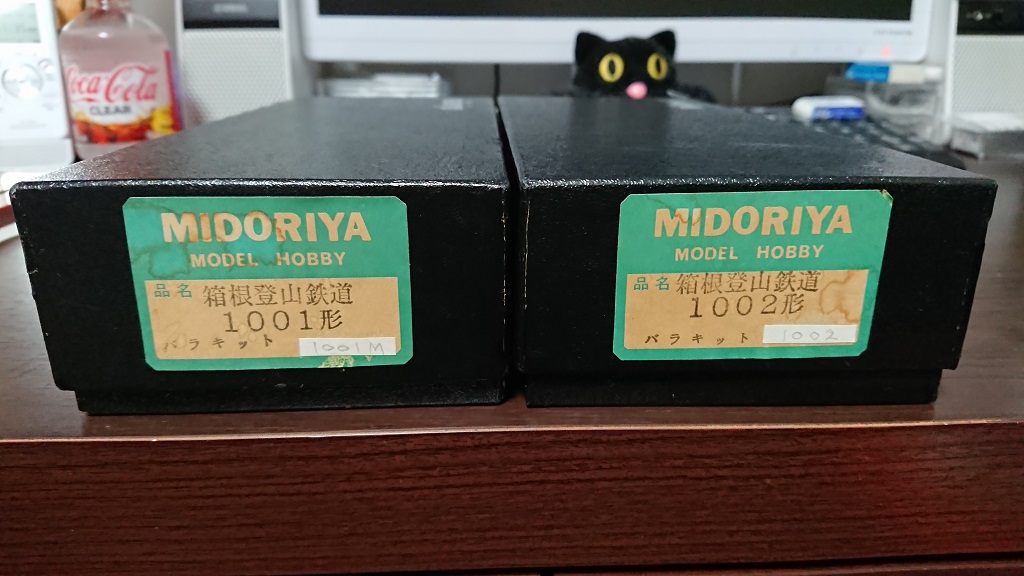 Coca-Cola
CLEAR
MIDORIYA
MODEL HOBBY
品名 箱根登山鉄道
1001形
バラキット 1001M
MIDORIYA
MODEL HOBBY
品名 箱根登山鉄道
1002形
バラキット 1002